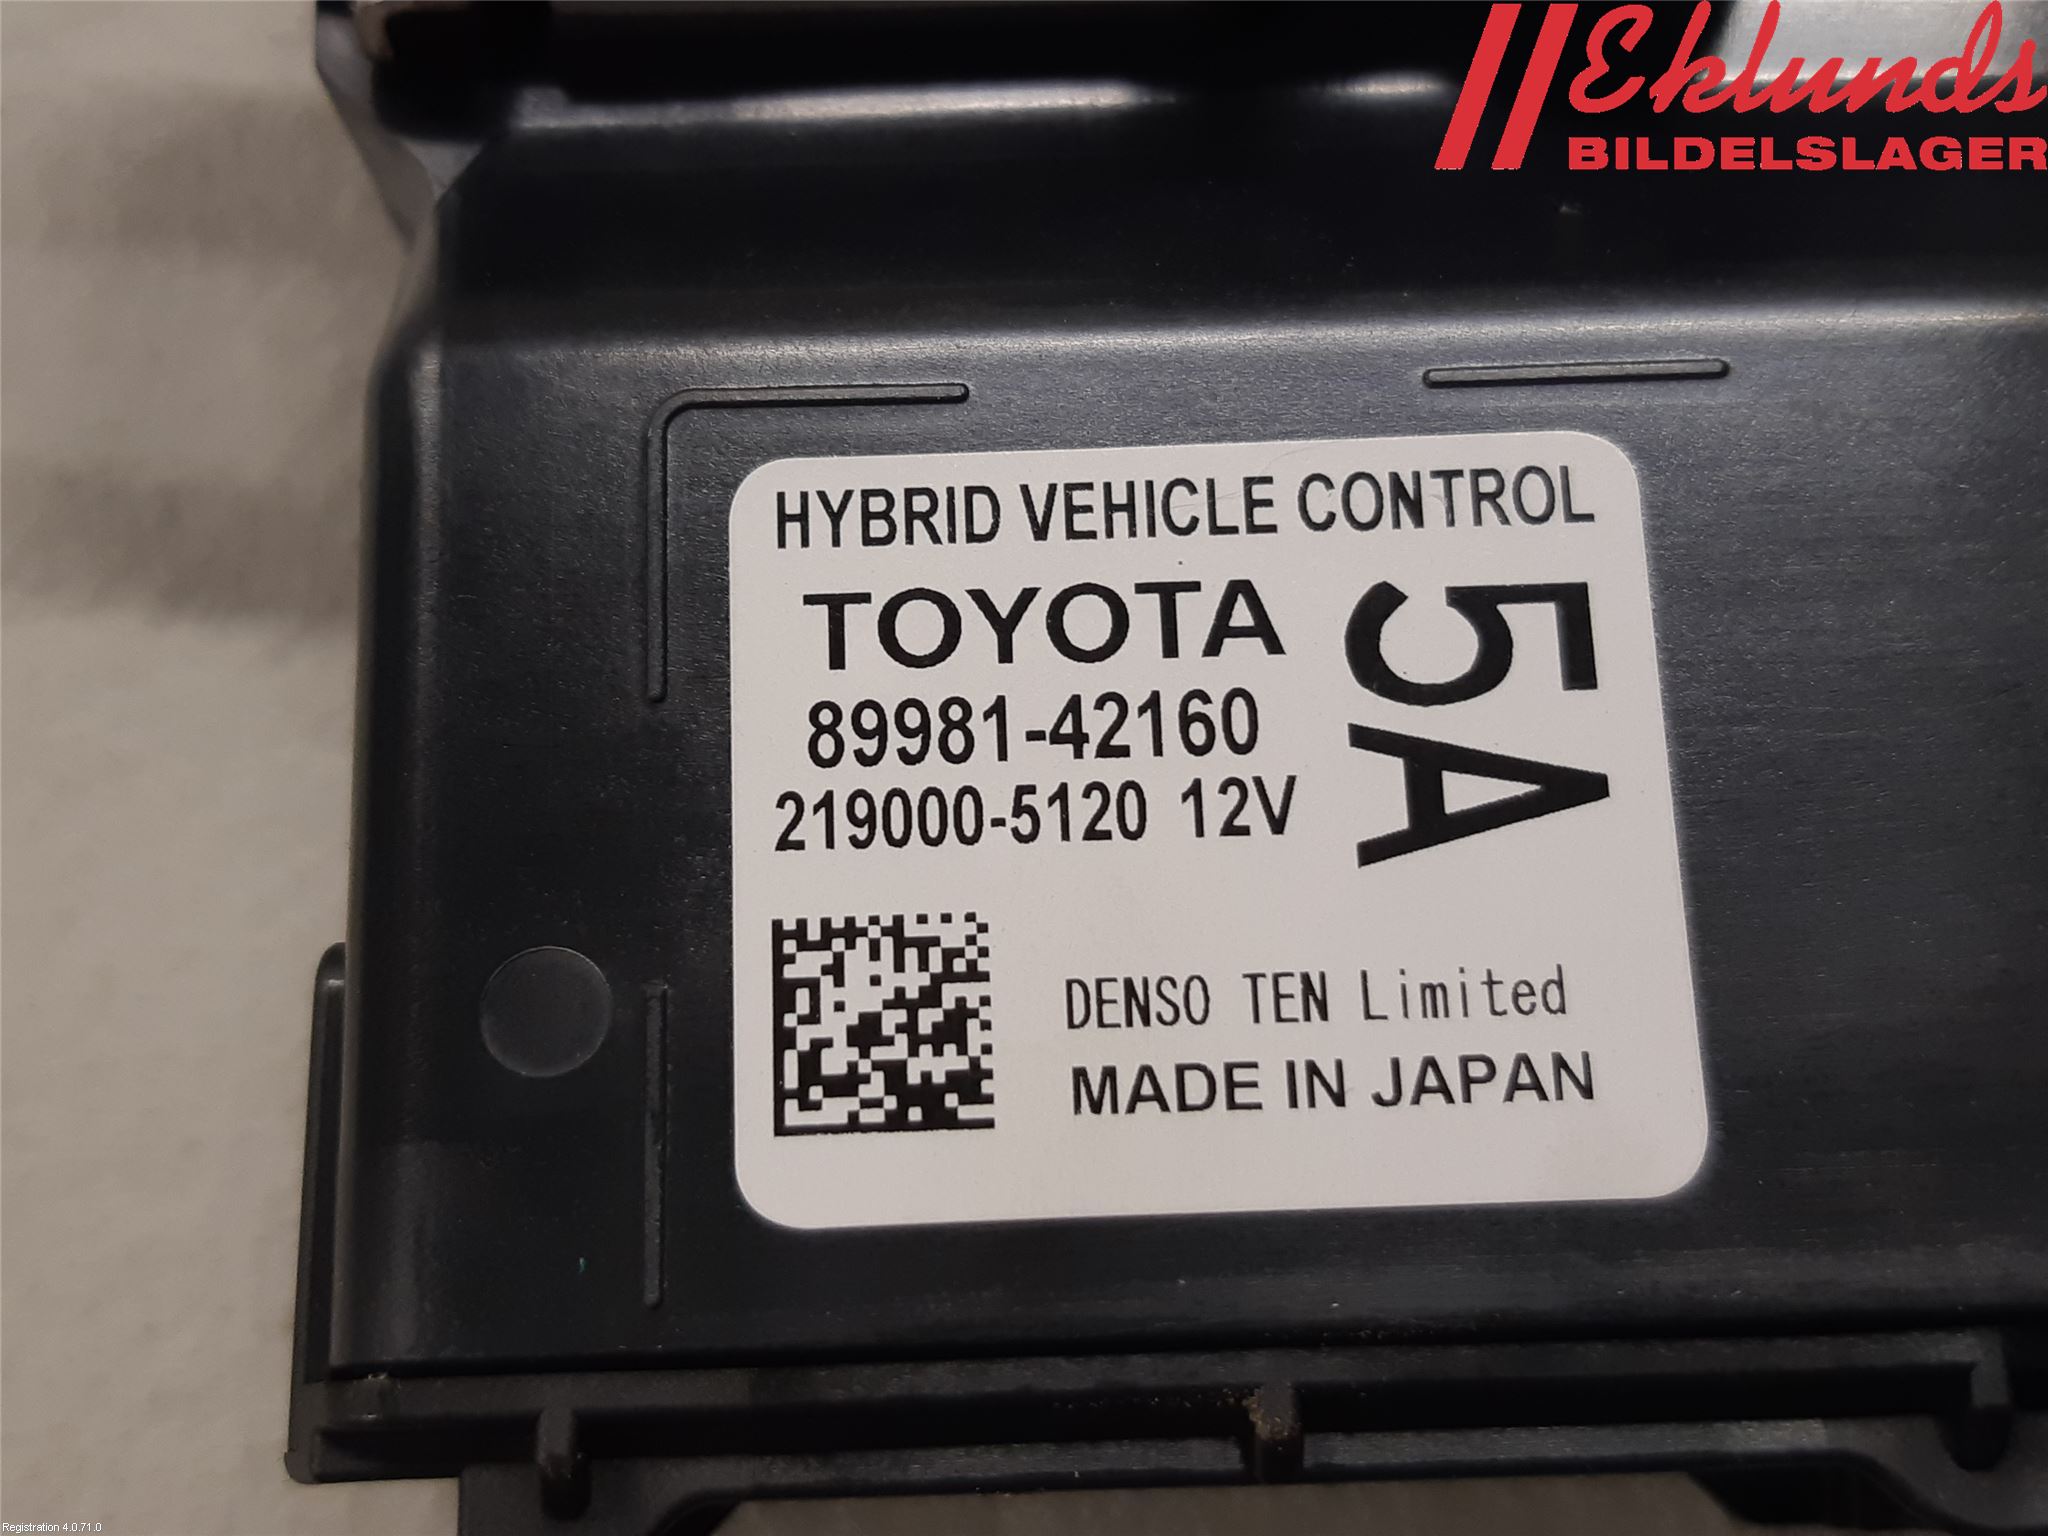 Eklunds
BILDELSLAGER
HYBRID VEHICLE CONTROL
TOYOTA
5A
89981-42160
219000-5120 12V
DENSO TEN Limited
MADE IN JAPAN
Registration 4.0.71.0